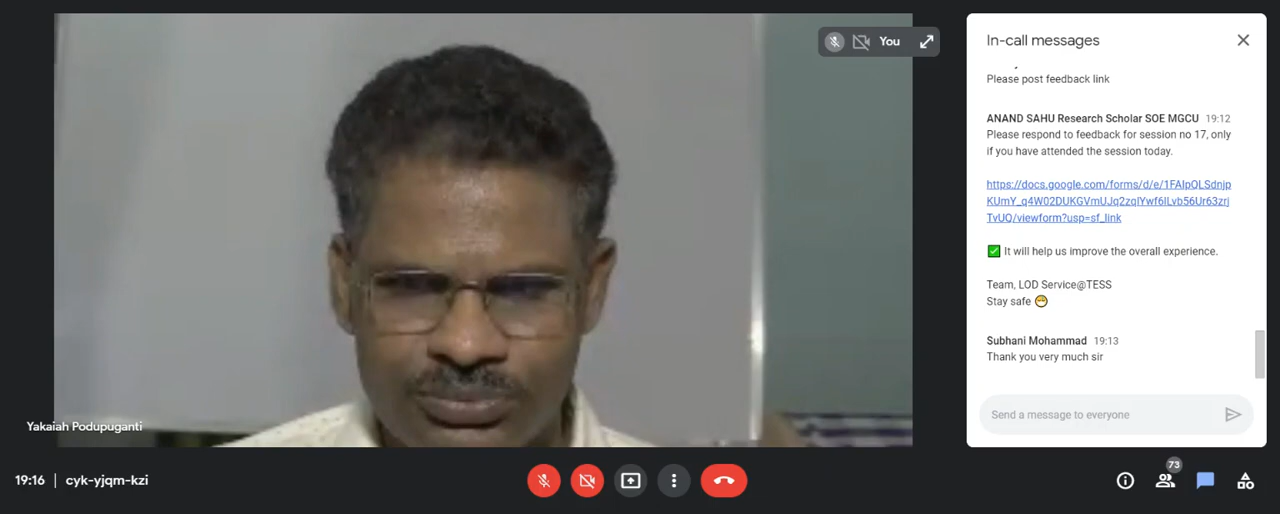 You
In-call messages
Please post feedback link
ANAND SAHU Research Scholar SOE MGCU 19:12
Please respond to feedback for session no 17, only
if you have attended the session today.
https://docs.google.com/forms/d/e/1FAIpQLSdnjp
KUmY_q4W02DUKGVmUJq2zqIYwf6ILvb56Ur63zrj
TvUQ/viewform?usp=sf_link
It will help us improve the overall experience.
Team, LOD Service@TESS
Stay safe 😁
Subhani Mohammad 19:13
Thank you very much sir
Send a message to everyone
Yakaiah Podupuganti
19:16 | cyk-yjqm-kzi
73